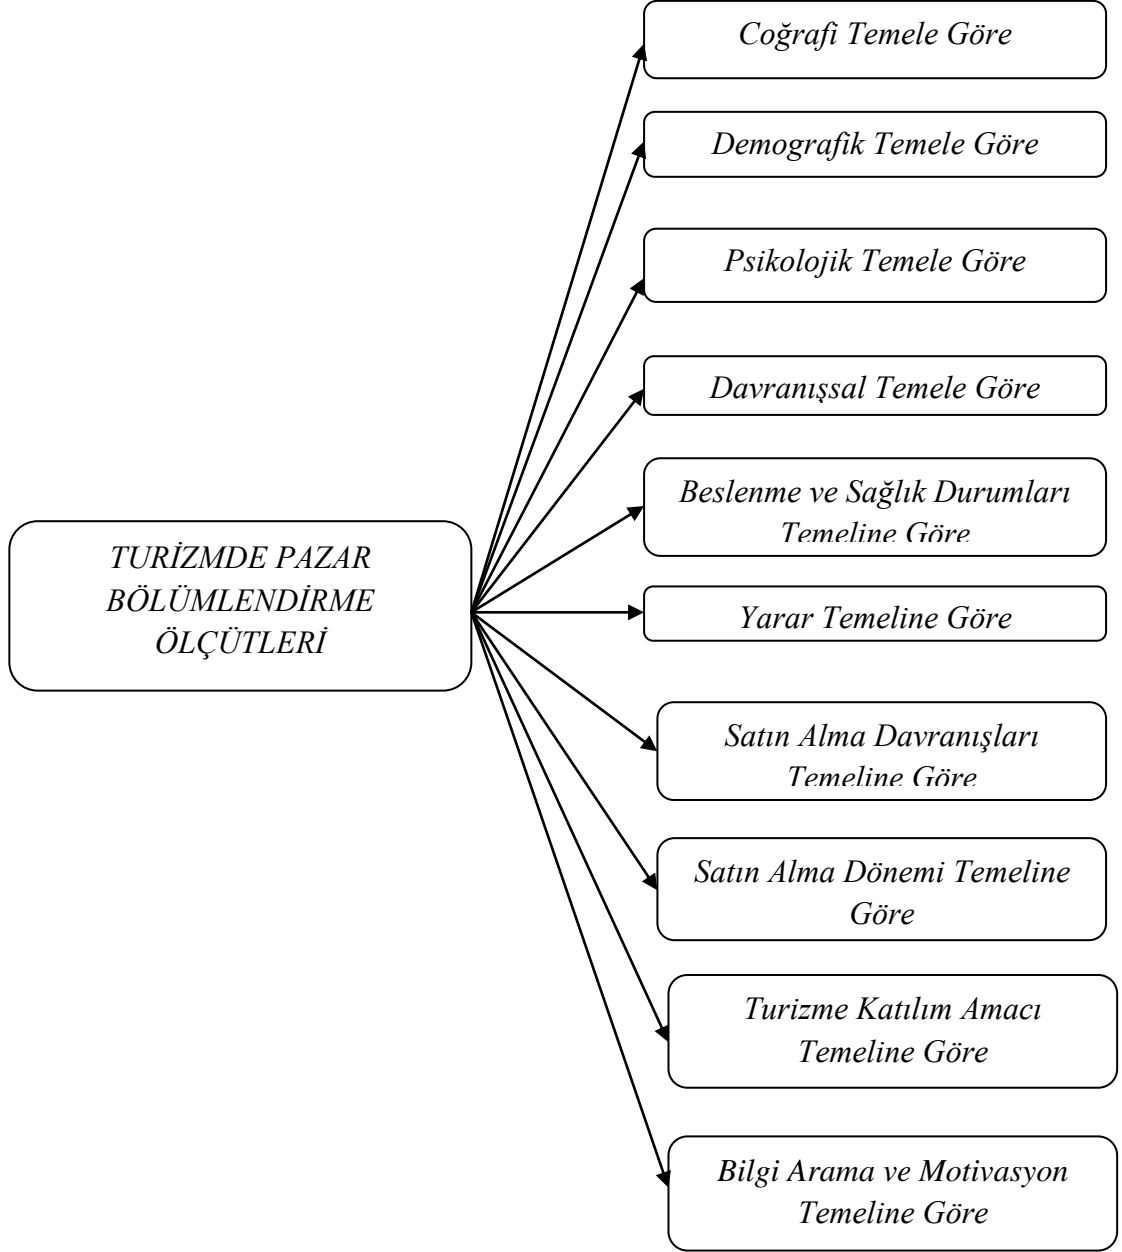 Coğrafi Temele Göre
Demografik Temele Göre
Psikolojik Temele Göre
Davranışsal Temele Göre
Beslenme ve Sağlık Durumları
Temeline Göre
TURİZMDE PAZAR
BÖLÜMLENDİRME
ÖLÇÜTLERİ
Yarar Temeline Göre
Satın Alma Davranışları
Temeline Göre
Satın Alma Dönemi Temeline
Göre
Turizme Katılım Amacı
Temeline Göre
Bilgi Arama ve Motivasyon
Temeline Göre